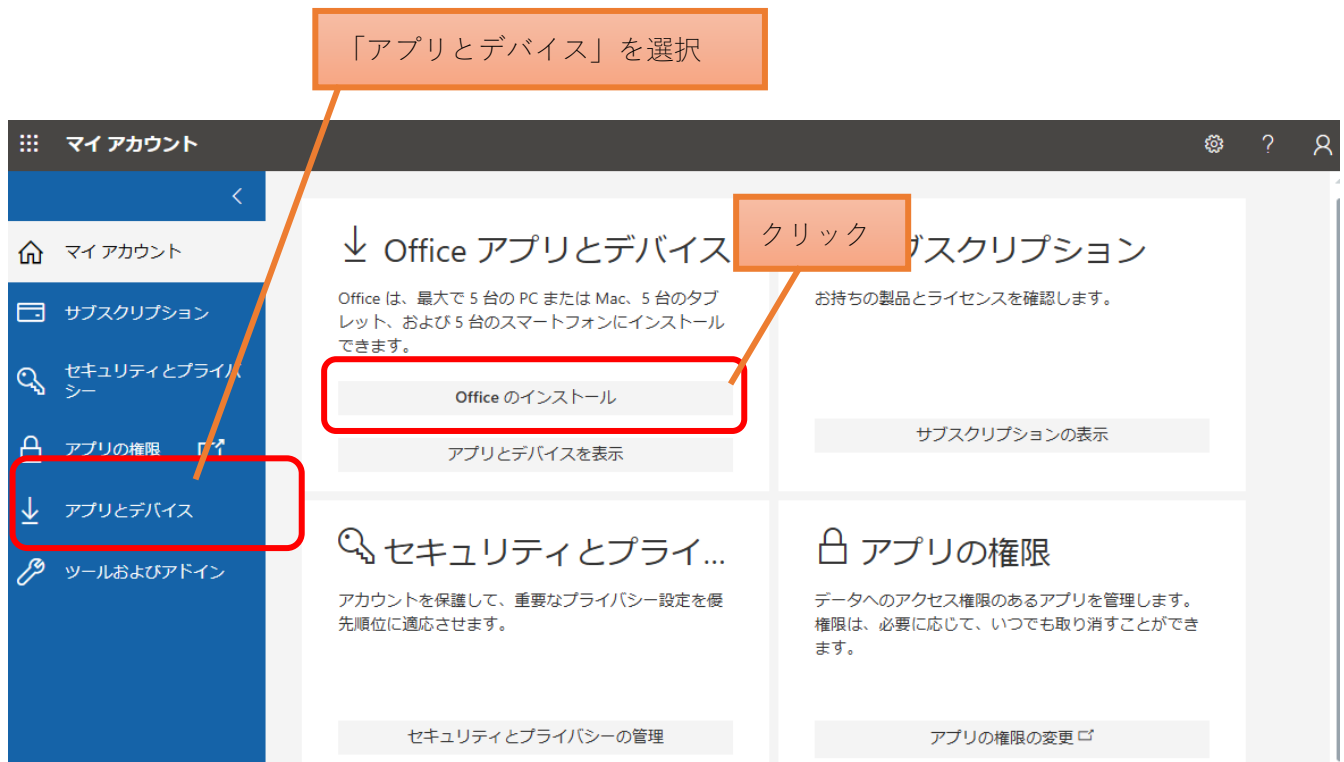 「アプリとデバイス」を選択
マイ アカウント
?
クリック
マイ アカウント
サブスクリプション
セキュリティとプライバ
シー
アプリの権限
アプリとデバイス
ツールおよびアドイン
Office アプリとデバイス
Office は、最大で 5 台の PC または Mac、5 台のタブ
レット、および 5 台のスマートフォンにインストール
できます。
Office のインストール
アプリとデバイスを表示
ブスクリプション
お持ちの製品とライセンスを確認します。
サブスクリプションの表示
セキュリティとプライ...
アカウントを保護して、重要なプライバシー設定を優
先順位に適応させます。
セキュリティとプライバシーの管理
アプリの権限
データへのアクセス権限のあるアプリを管理します。
権限は、必要に応じて、いつでも取り消すことができ
ます。
アプリの権限の変更